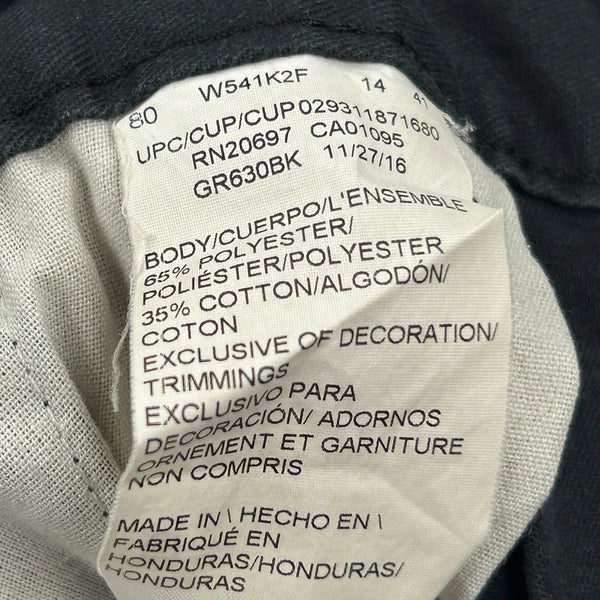 80 W541K2F 14 41
UPC/CUP/CUP 029311871680
RN20697 CA01095
GR630BK 11/27/16
BODY/CUERPO/L'ENSEMBLE
65% POLYESTER/
POLIÉSTER/POLYESTER
35% COTTON/ALGODÓN/
COTON
EXCLUSIVE OF DECORATION/
TRIMMINGS
EXCLUSIVO PARA
DECORACIÓN/ ADORNOS
ORNEMENT ET GARNITURE
NON COMPRIS
MADE IN \ HECHO EN \
FABRIQUÉ EN
HONDURAS/HONDURAS/
HONDURAS